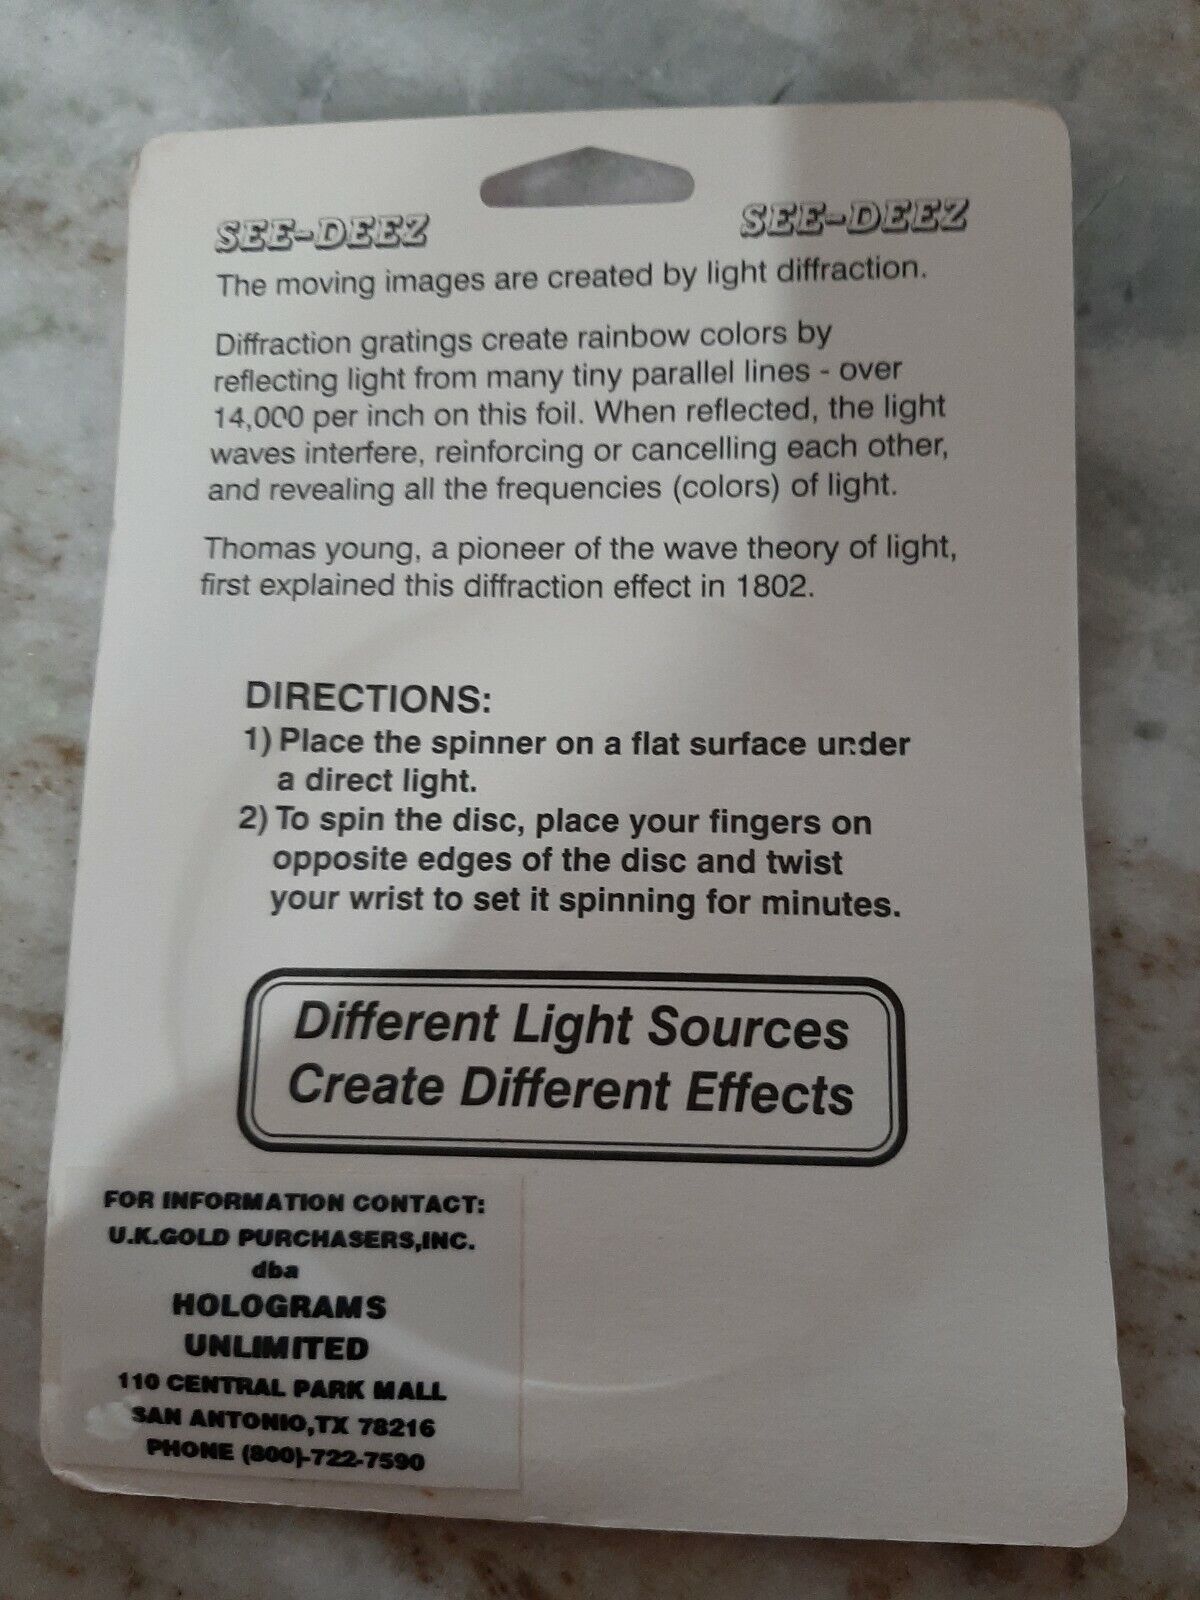 SEE-DEEZ SEE-DEEZ
The moving images are created by light diffraction.
Diffraction gratings create rainbow colors by
reflecting light from many tiny parallel lines - over
14,000 per inch on this foil. When reflected, the light
waves interfere, reinforcing or cancelling each other,
and revealing all the frequencies (colors) of light.
Thomas young, a pioneer of the wave theory of light,
first explained this diffraction effect in 1802.
DIRECTIONS:
1) Place the spinner on a flat surface under
a direct light.
2) To spin the disc, place your fingers on
opposite edges of the disc and twist
your wrist to set it spinning for minutes.
Different Light Sources
Create Different Effects
FOR INFORMATION CONTACT:
U.K.GOLD PURCHASERS,INC.
dba
HOLOGRAMS
UNLIMITED
110 CENTRAL PARK MALL
SAN ANTONIO,TX 78216
PHONE (800)-722-7590